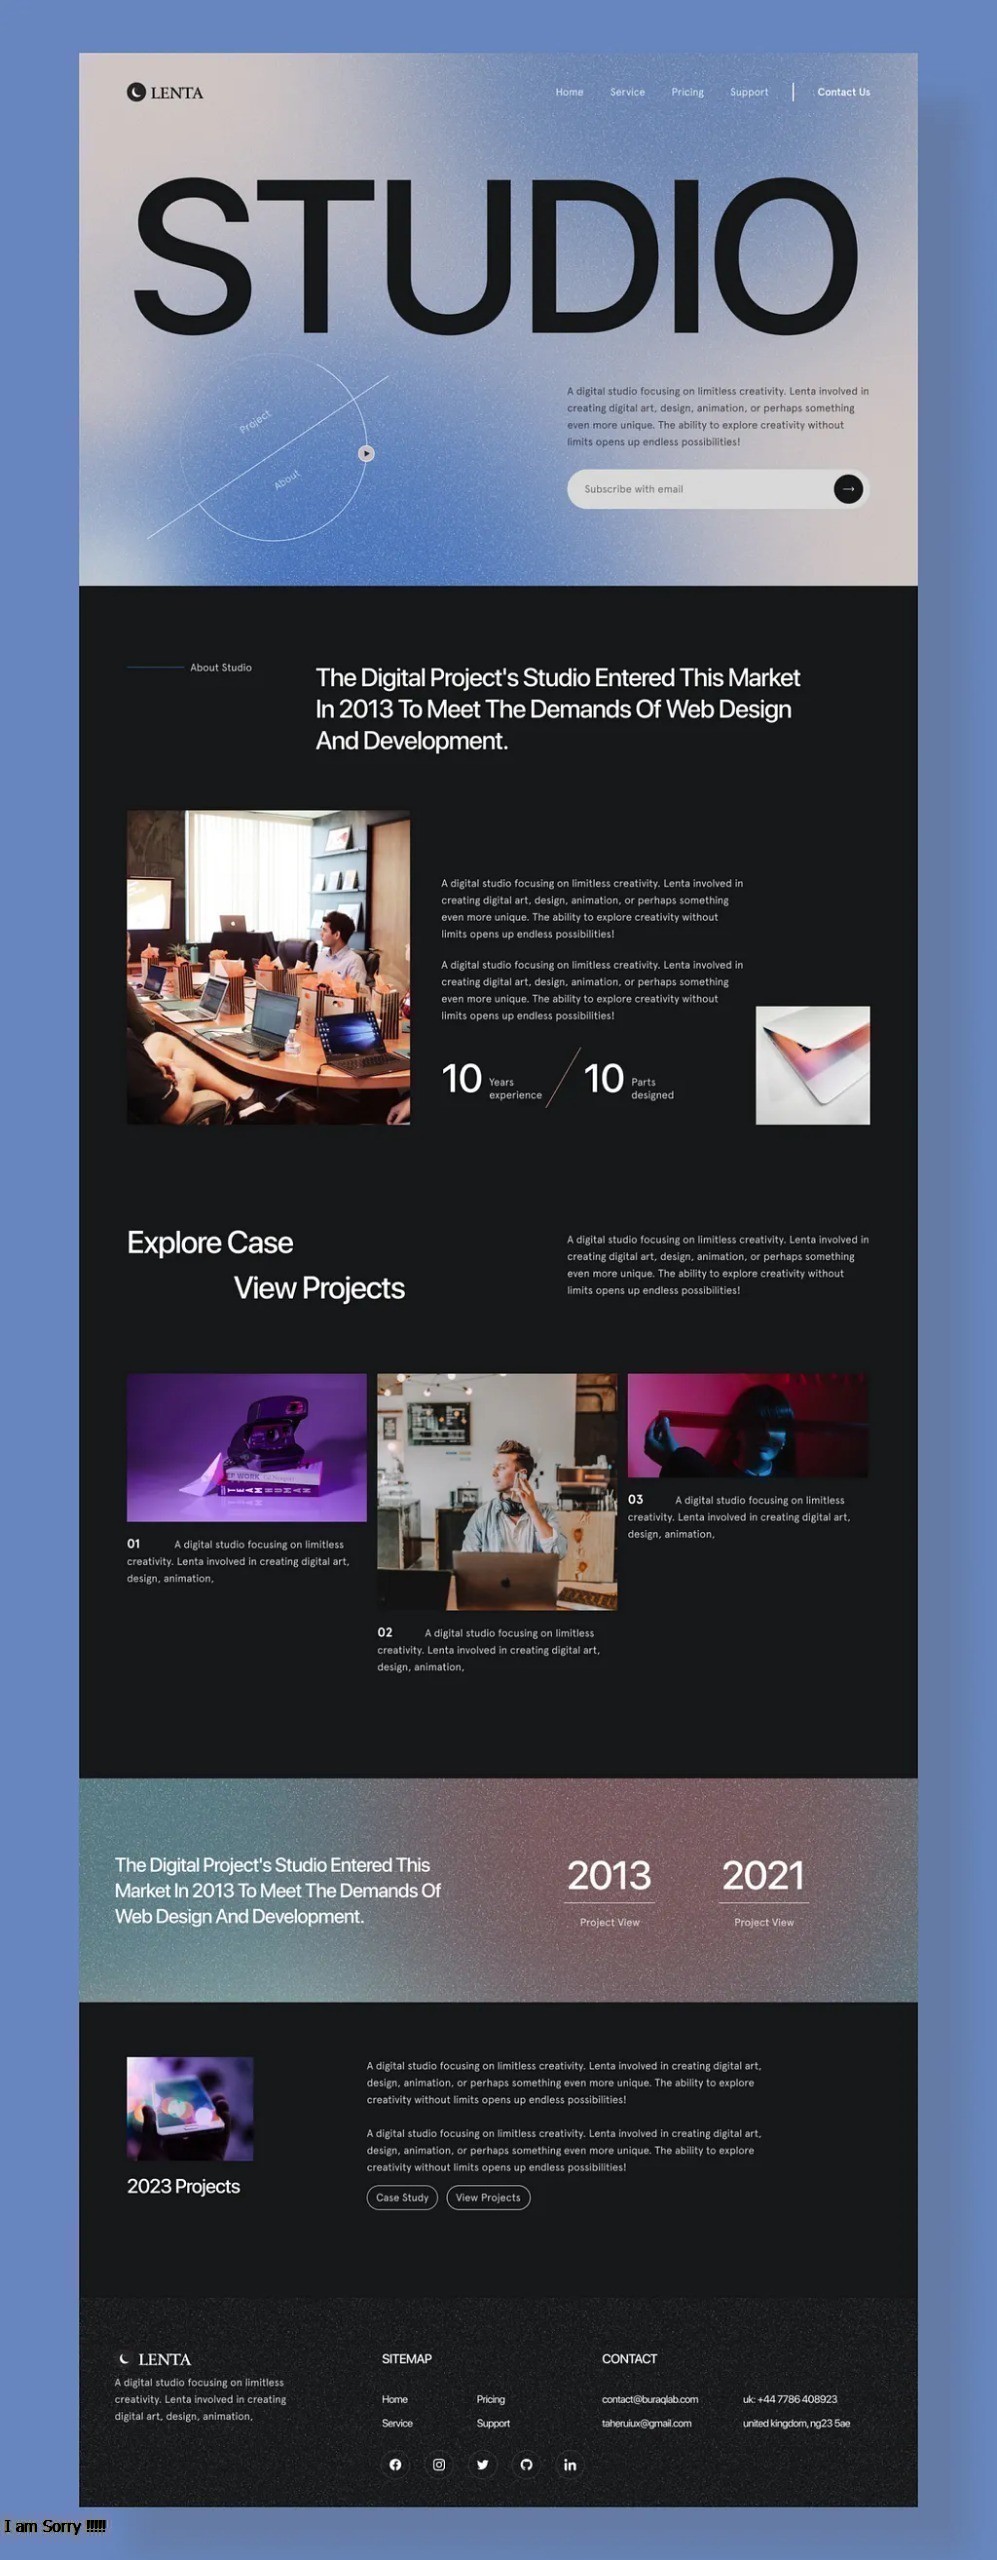 LENTA
Home Service Pricing Support Contact Us
STUDIO
Project
About
A digital studio focusing on limitless creativity. Lenta involved in
creating digital art, design, animation, or perhaps something
even more unique. The ability to explore creativity without
limits opens up endless possibilities!
Subscribe with email
About Studio
The Digital Project's Studio Entered This Market
In 2013 To Meet The Demands Of Web Design
And Development.
A digital studio focusing on limitless creativity. Lenta involved in
creating digital art, design, animation, or perhaps something
even more unique. The ability to explore creativity without
limits opens up endless possibilities!
A digital studio focusing on limitless creativity. Lenta involved in
creating digital art, design, animation, or perhaps something
even more unique. The ability to explore creativity without
limits opens up endless possibilities!
10 Years
experience
10 Parts
designed
Explore Case
View Projects
A digital studio focusing on limitless creativity. Lenta involved in
creating digital art, design, animation, or perhaps something
even more unique. The ability to explore creativity without
limits opens up endless possibilities!
WORK
TEAM HUMAN
01 A digital studio focusing on limitless
creativity. Lenta involved in creating digital art,
design, animation,
02 A digital studio focusing on limitless
creativity. Lenta involved in creating digital art,
design, animation,
03 A digital studio focusing on limitless
creativity. Lenta involved in creating digital art,
design, animation,
The Digital Project's Studio Entered This
Market In 2013 To Meet The Demands Of
Web Design And Development.
2013
Project View
2021
Project View
2023 Projects
A digital studio focusing on limitless creativity. Lenta involved in creating digital art,
design, animation, or perhaps something even more unique. The ability to explore
creativity without limits opens up endless possibilities!
A digital studio focusing on limitless creativity. Lenta involved in creating digital art,
design, animation, or perhaps something even more unique. The ability to explore
creativity without limits opens up endless possibilities!
Case Study View Projects
LENTA
A digital studio focusing on limitless
creativity. Lenta involved in creating
digital art, design, animation,
SITEMAP
Home Pricing
Service Support
CONTACT
contact@buraqlab.com uk: +44 7786 408923
taheruiux@gmail.com united kingdom, ng23 5ae
I am Sorry !!!!!